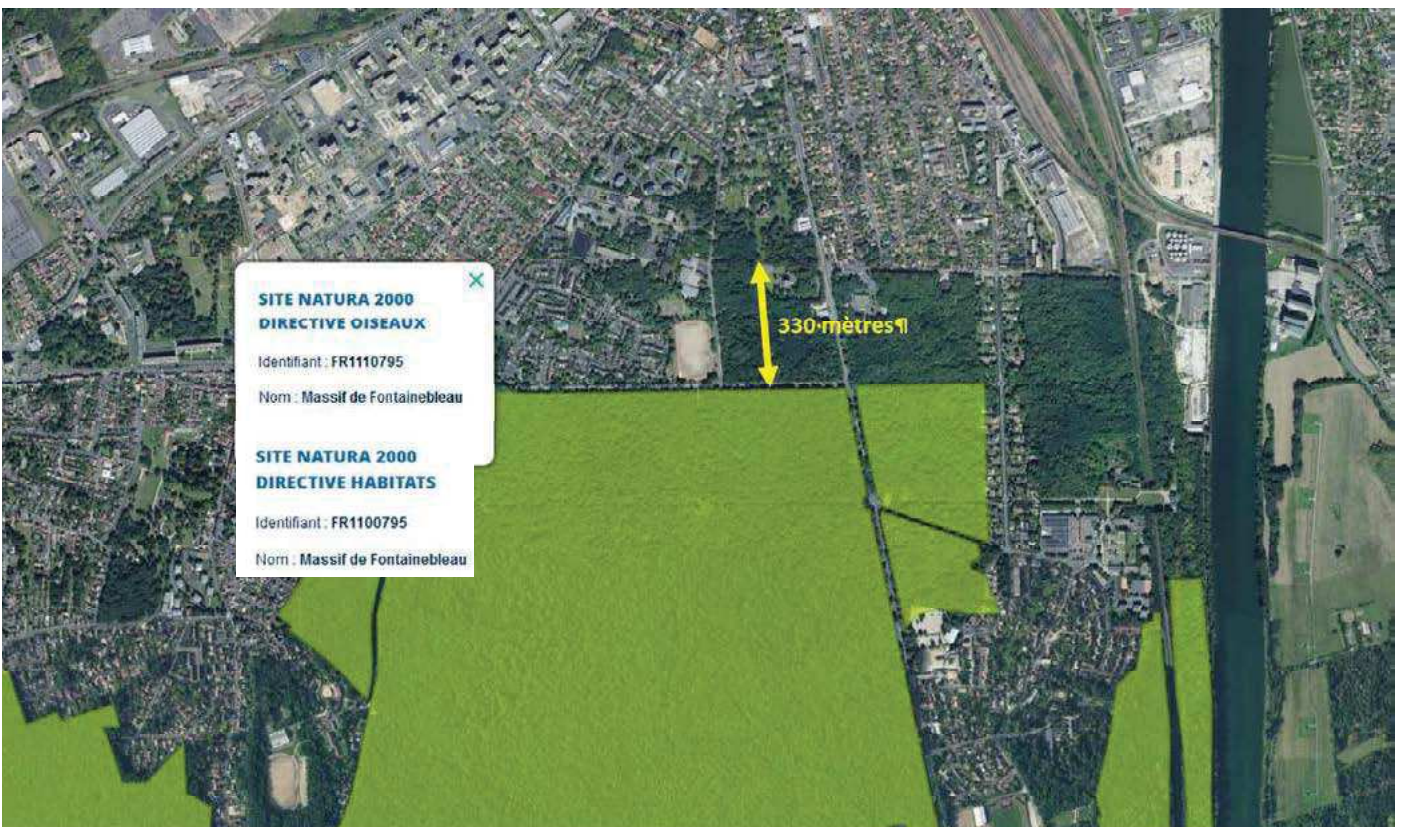 SITE NATURA 2000
DIRECTIVE OISEAUX
Identifiant : FR1110795
Nom : Massif de Fontainebleau
SITE NATURA 2000
DIRECTIVE HABITATS
Identifiant : FR1100795
Nom : Massif de Fontainebleau
330·mètres¶